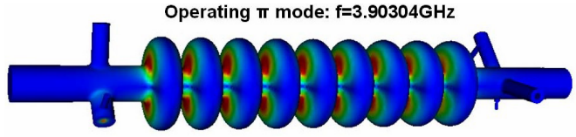 Operating π mode: f=3.90304GHz